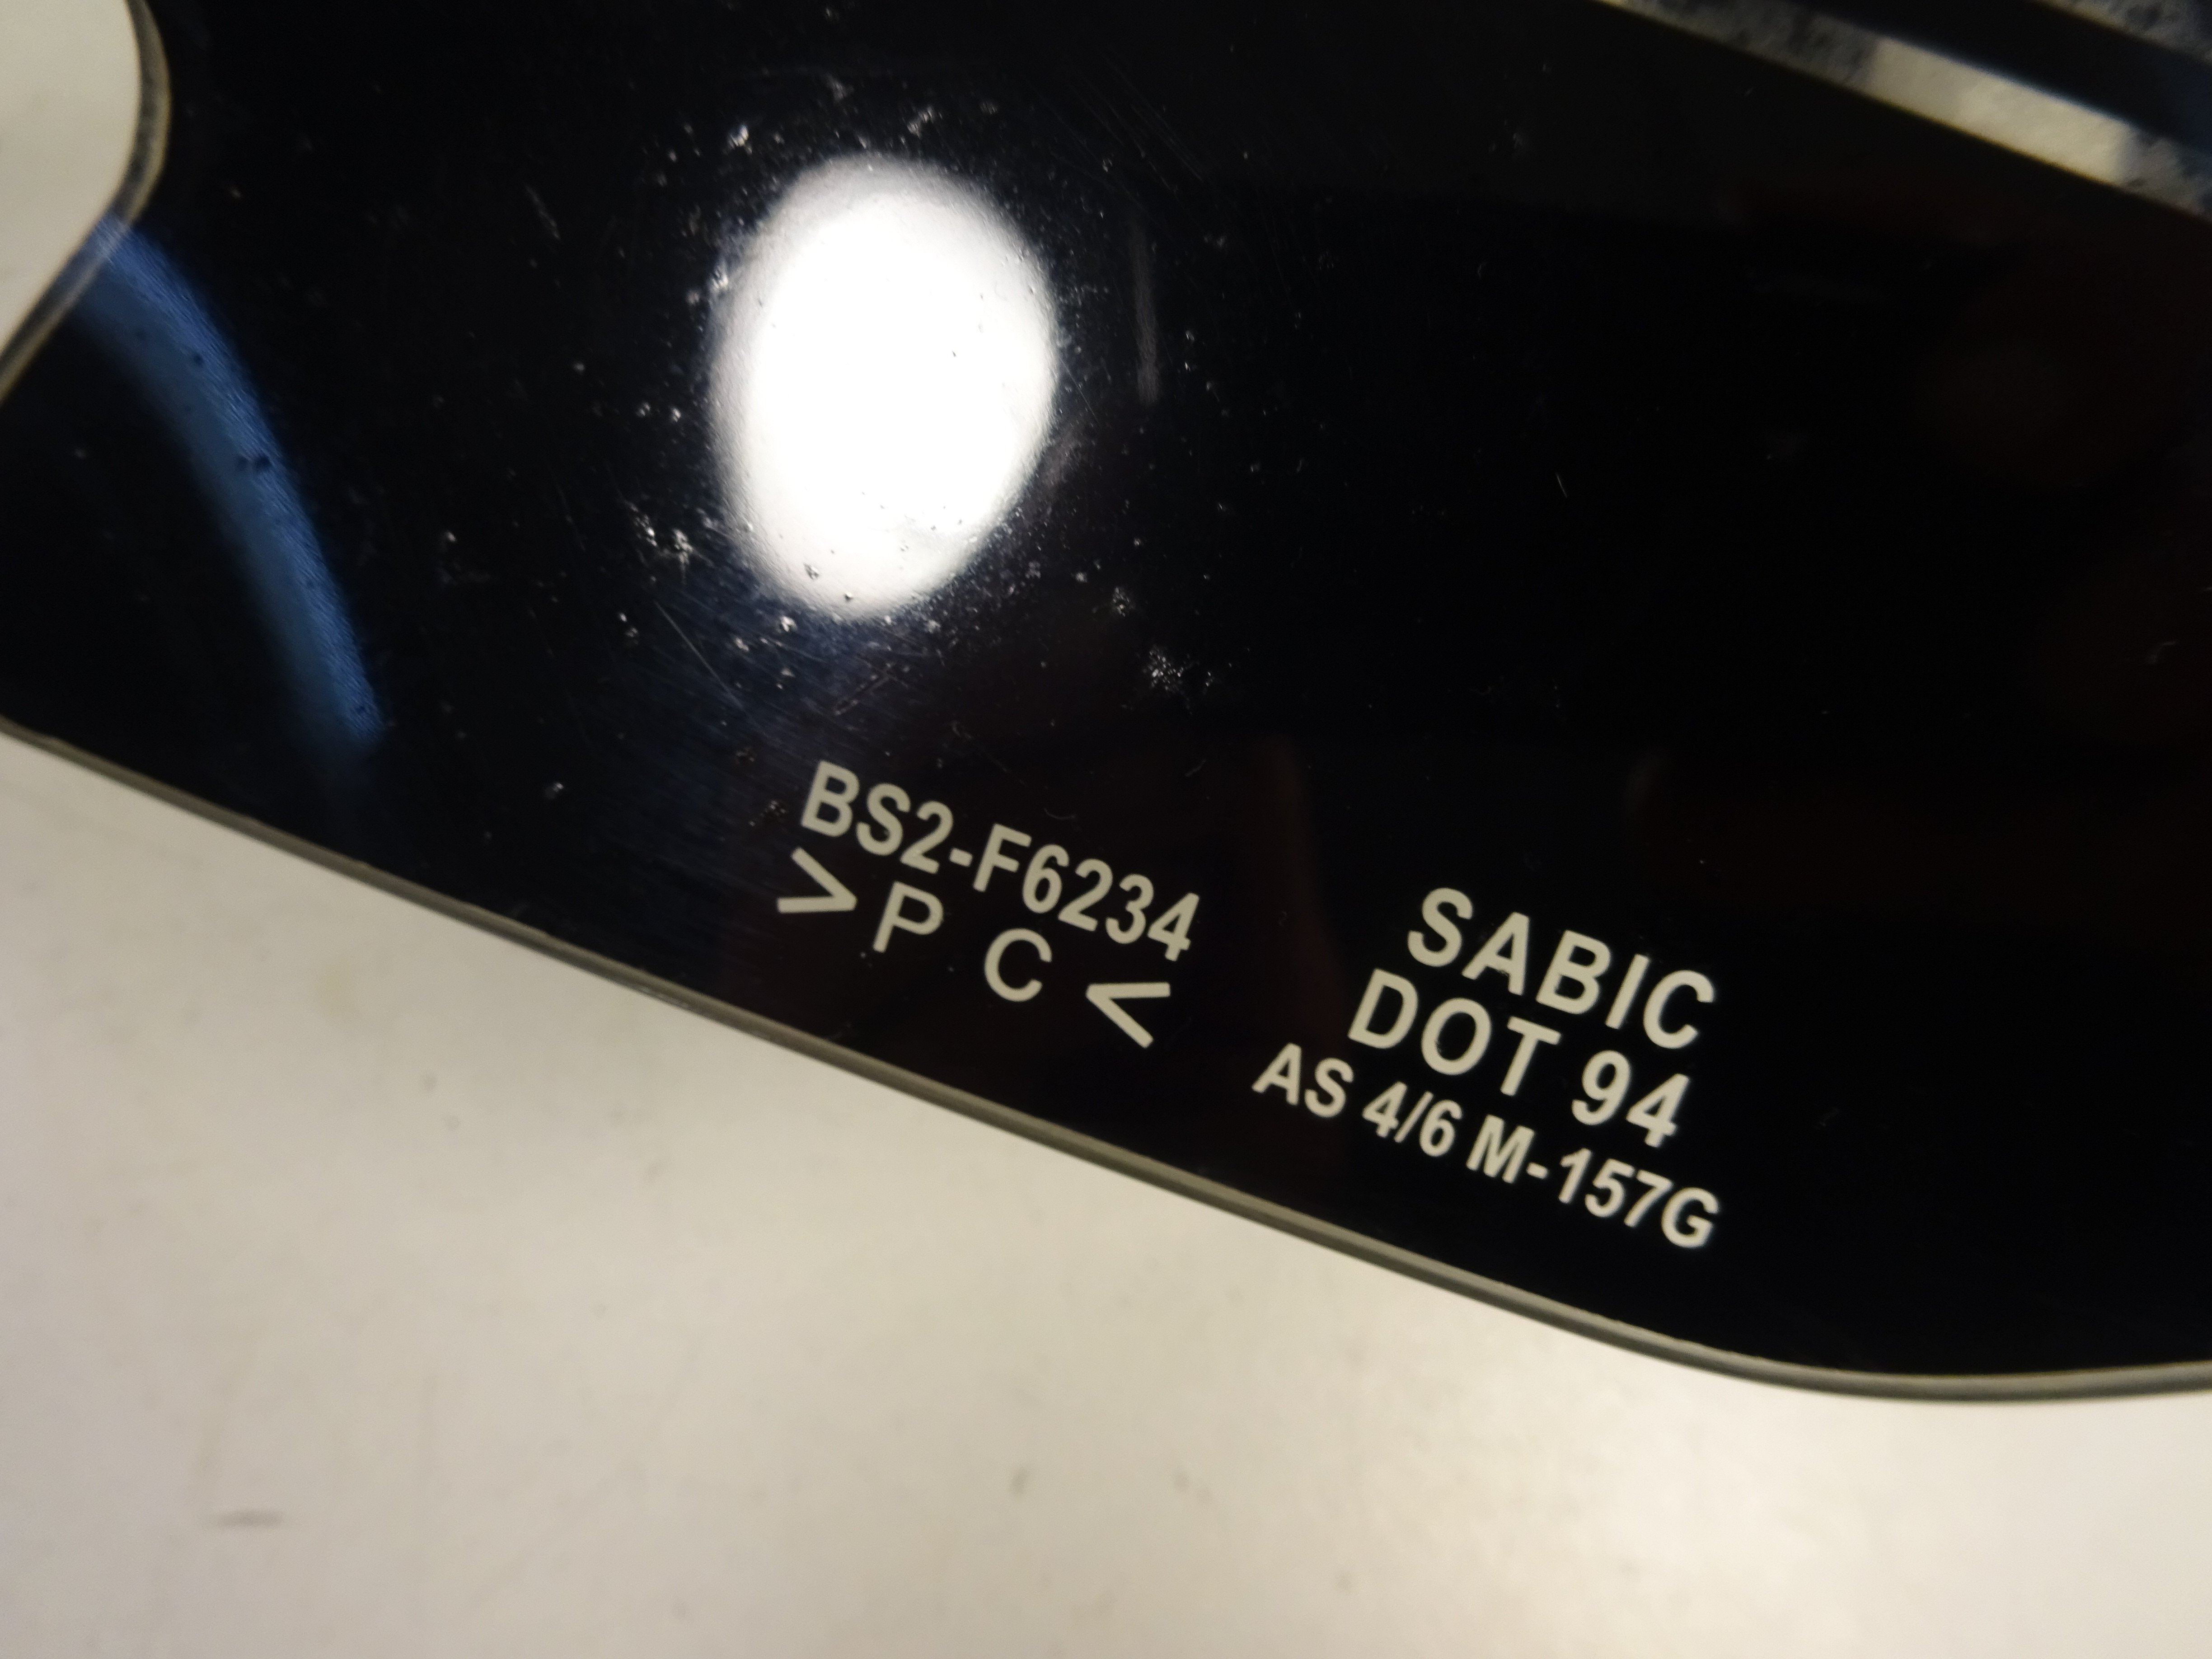 BS2-F6234
>PC<
SABIC
DOT 94
AS 4/6 M-157G